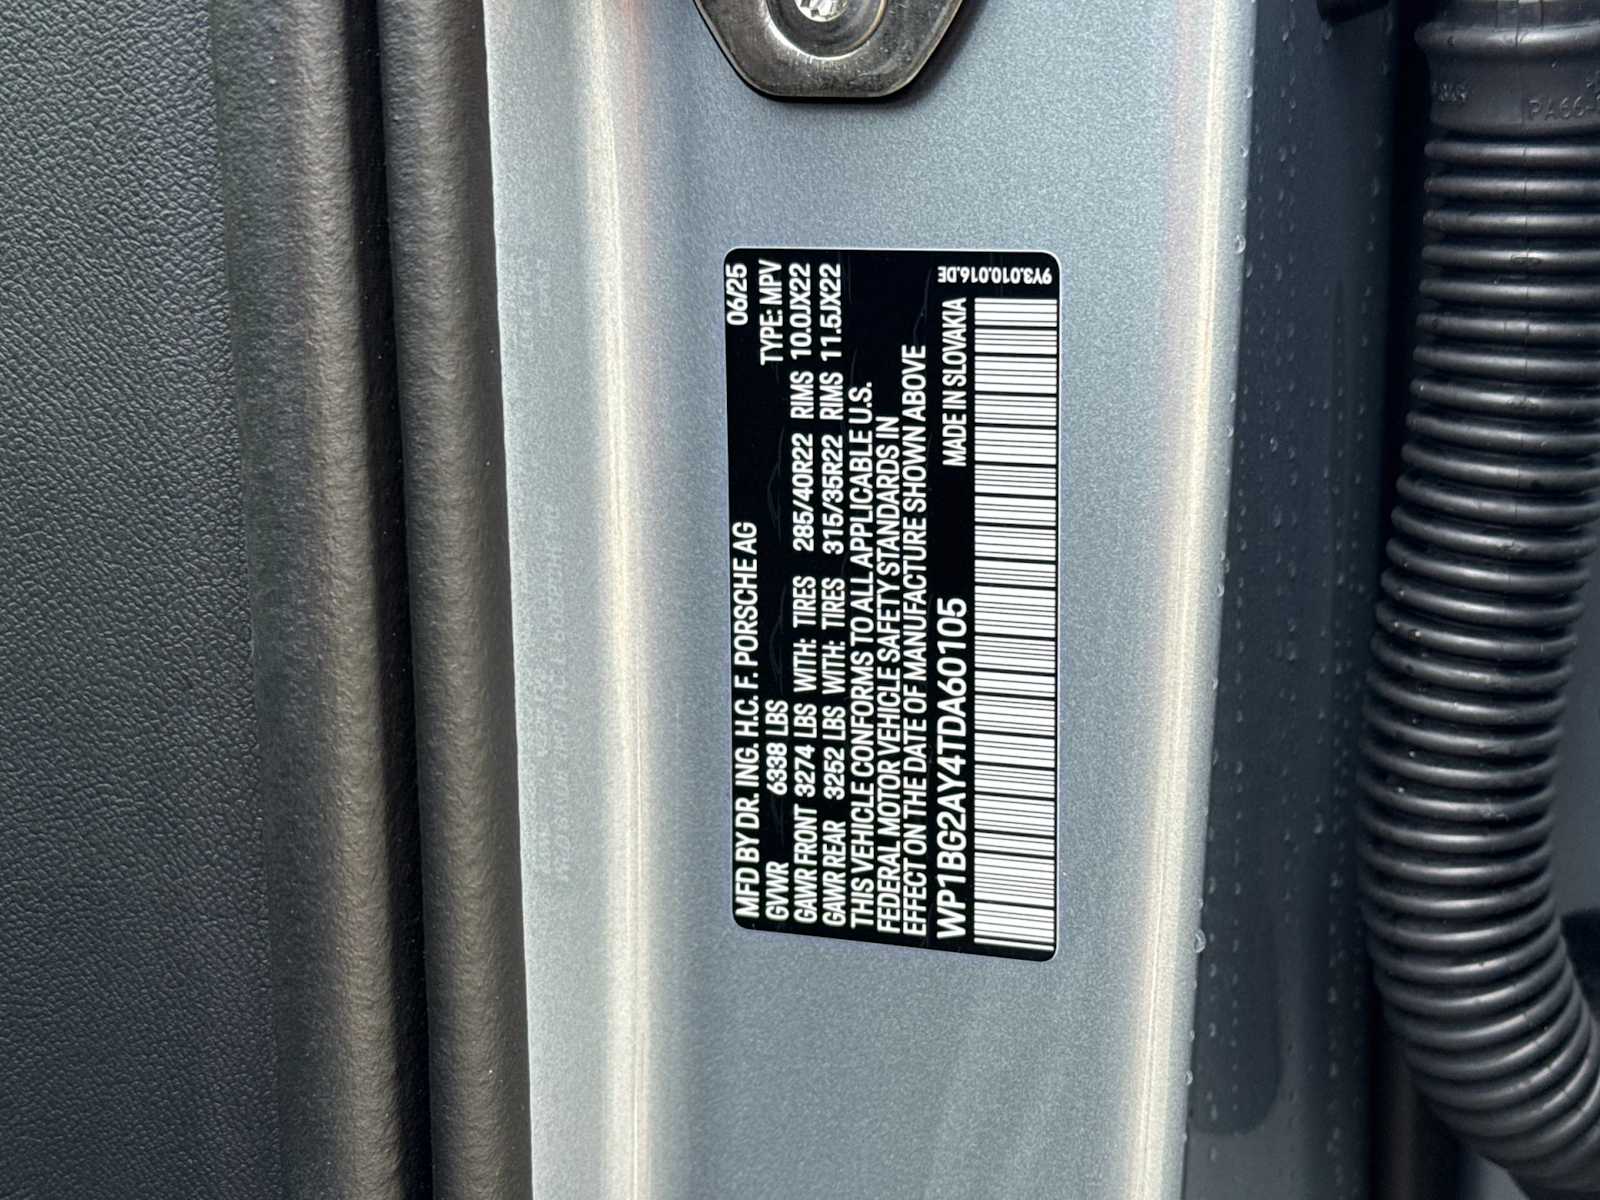 MFD BY DR. ING. H.C. F. PORSCHE AG 06/25
GVWR 6338 LBS TYPE: MPV
GAWR FRONT 3274 LBS WITH: TIRES 285/40R22 RIMS 10.0JX22
GAWR REAR 3252 LBS WITH: TIRES 315/35R22 RIMS 11.5JX22
THIS VEHICLE CONFORMS TO ALL APPLICABLE U.S.
FEDERAL MOTOR VEHICLE SAFETY STANDARDS IN
EFFECT ON THE DATE OF MANUFACTURE SHOWN ABOVE
WP1BG2AY4TDA60105 MADE IN SLOVAKIA
9Y3.010.016.DE